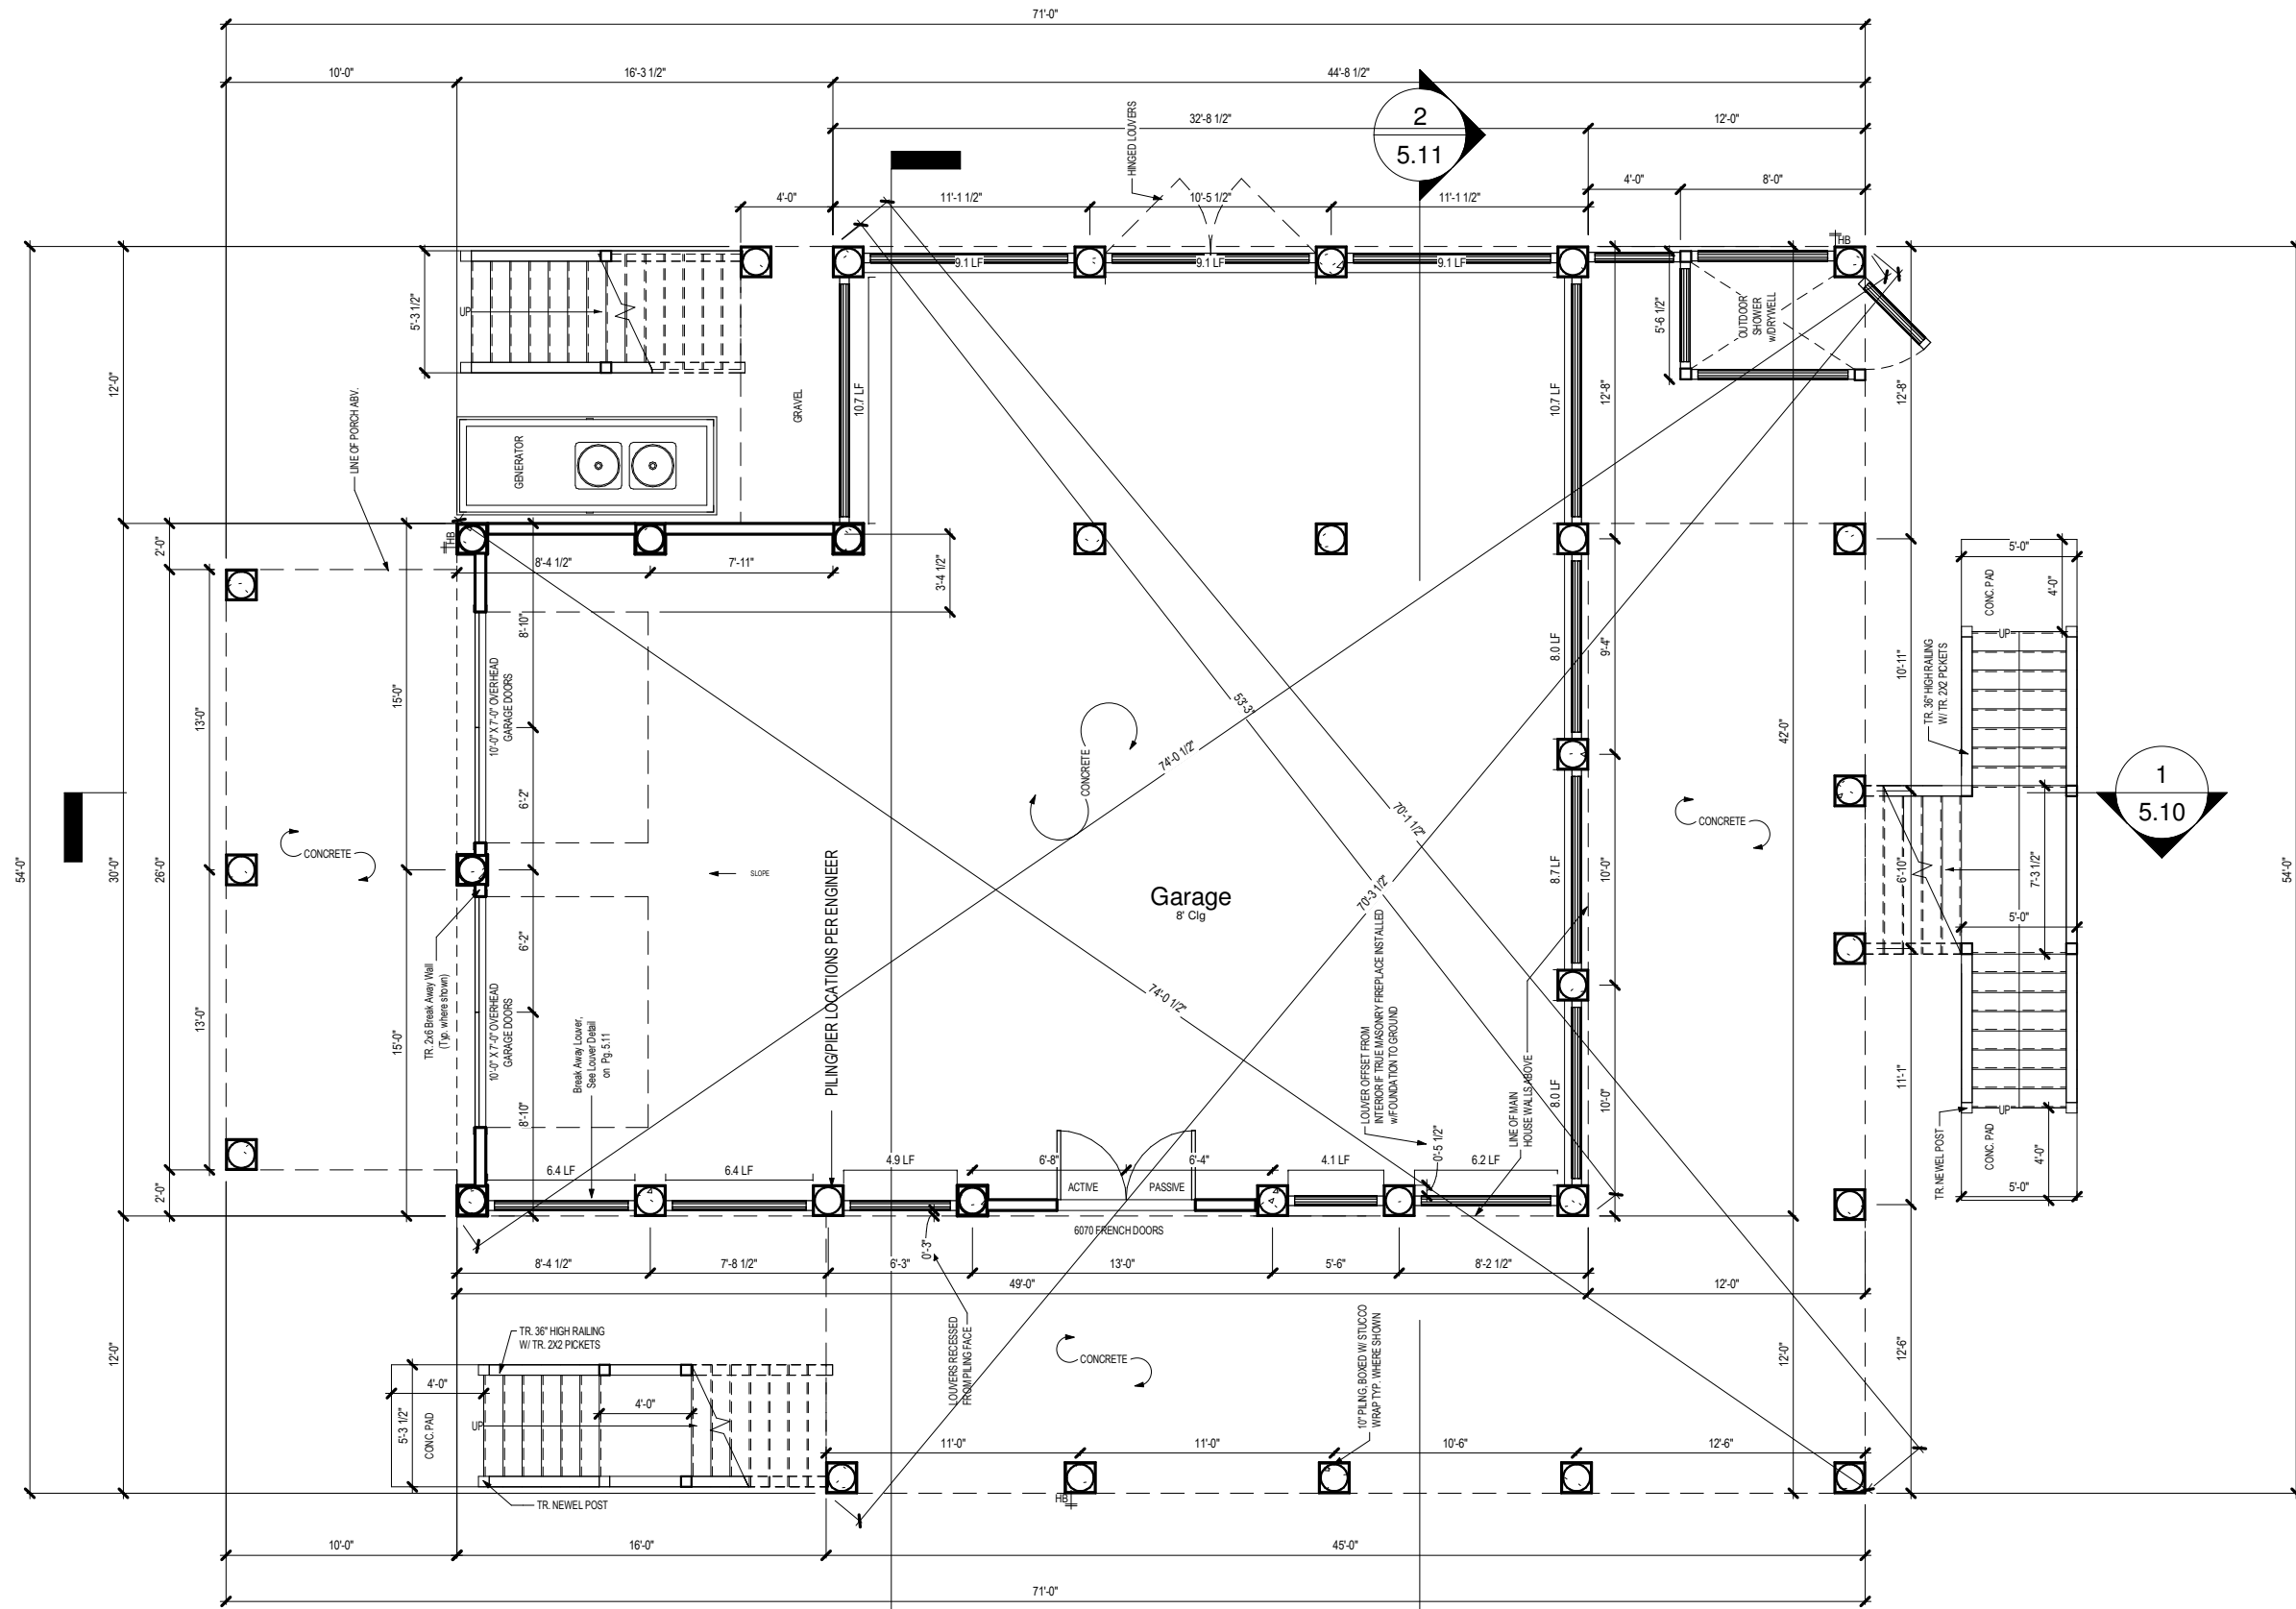 71'-0"
10'-0"
16'-3 1/2"
44'-8 1/2"
32'-8 1/2"
12'-0"
2
5.11
HINGED LOUVERS
4'-0"
11'-1 1/2"
10'-5 1/2"
11'-1 1/2"
4'-0"
8'-0"
HB
9.1 LF
9.1 LF
9.1 LF
5'-3 1/2"
UP
12'-0"
LINE OF PORCH ABV.
GENERATOR
GRAVEL
10.7 LF
10.7 LF
12'-8"
5'-6 1/2"
OUTDOOR
SHOWER
w/DRYWELL
12'-8"
HB
2'-0"
8'-4 1/2"
7'-11"
3'-4 1/2"
8'-10"
10'-0" X 7'-0" OVERHEAD
GARAGE DOORS
15'-0"
13'-0"
6'-2"
53'-3"
74'-0 1/2"
CONCRETE
8.0 LF
9'-4"
10'-11"
42'-0"
5'-0"
CONC. PAD
4'-0"
UP
TR. 36" HIGH RAILING
W/ TR. 2X2 PICKETS
1
5.10
54'-0"
30'-0"
26'-0"
CONCRETE
SLOPE
PILING/PIER LOCATIONS PER ENGINEER
Garage
8' Clg
70'-1 1/2"
70'-3 1/2"
74'-0 1/2"
8.7 LF
10'-0"
CONCRETE
6'-10"
7'-3 1/2"
5'-0"
54'-0"
13'-0"
15'-0"
TR. 2x6 Break Away Wall
(Typ. where shown)
6'-2"
10'-0" X 7'-0" OVERHEAD
GARAGE DOORS
8'-10"
Break Away Louver,
See Louver Detail
on Pg. 5.11
LOUVER OFFSET FROM
INTERIOR IF TRUE MASONRY FIREPLACE INSTALLED
w/FOUNDATION TO GROUND
LINE OF MAIN
HOUSE WALLS ABOVE
8.0 LF
10'-0"
11'-1"
UP
TR. NEWEL POST
CONC. PAD
4'-0"
5'-0"
2'-0"
6.4 LF
6.4 LF
4.9 LF
6'-8"
6'-4"
ACTIVE
PASSIVE
4.1 LF
0'-5 1/2"
6.2 LF
6070 FRENCH DOORS
0'-3"
8'-4 1/2"
7'-8 1/2"
6'-3"
13'-0"
5'-6"
8'-2 1/2"
49'-0"
12'-0"
12'-0"
TR. 36" HIGH RAILING
W/ TR. 2X2 PICKETS
LOUVERS RECESSED
FROM PILING FACE
CONCRETE
10" PILING, BOXED W/ STUCCO
WRAP TYP. WHERE SHOWN
12'-0"
12'-6"
4'-0"
5'-3 1/2"
CONC. PAD
UP
4'-0"
TR. NEWEL POST
11'-0"
11'-0"
10'-6"
12'-6"
HB
10'-0"
16'-0"
45'-0"
71'-0"